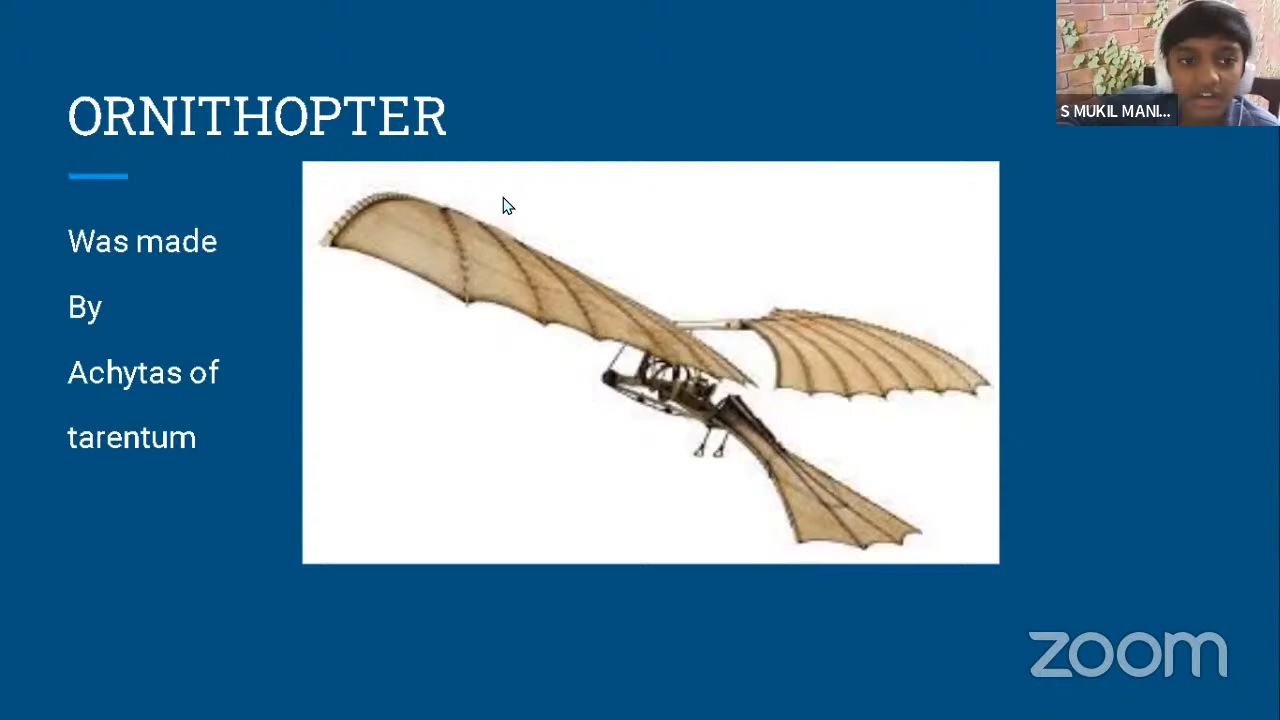 ORNITHOPTER
Was made
By
Achytas of
tarentum
S MUKIL MANI...
zoom